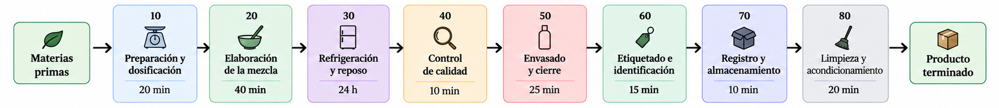 Materias
primas
10
Preparación y
dosificación
20 min
20
Elaboración
de la mezcla
40 min
30
Refrigeración
y reposo
24 h
40
Control
de calidad
10 min
50
Envasado
y cierre
25 min
60
Etiquetado e
identificación
15 min
70
Registro y
almacenamiento
10 min
80
Limpieza y
acondicionamiento
20 min
Producto
terminado